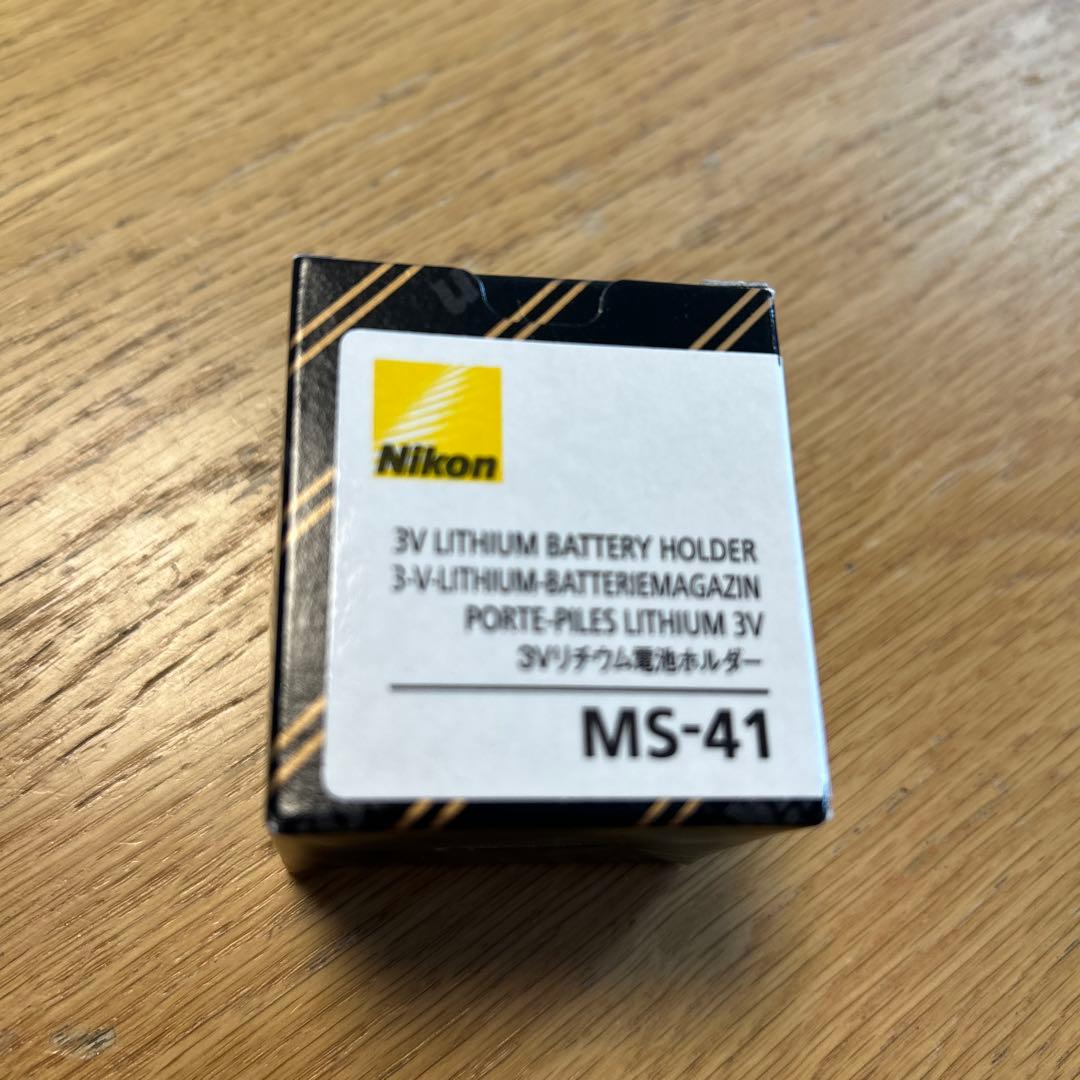 Nikon
3V LITHIUM BATTERY HOLDER
3-V-LITHIUM-BATTERIEMAGAZIN
PORTE-PILES LITHIUM 3V
3Vリチウム電池ホルダー
MS-41